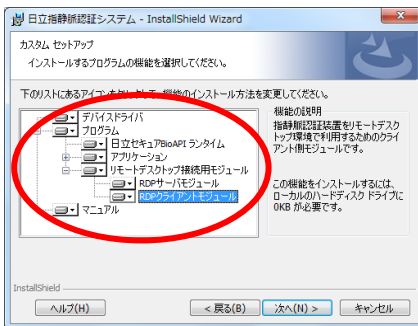 日立指静脈認証システム - InstallShield Wizard
カスタム セットアップ
インストールするプログラムの機能を選択してください。
下のリストにあるアイコンをクリックして、機能のインストール方法を変更してください。
デバイスドライバ
プログラム
日立セキュアBioAPI ランタイム
アプリケーション
リモートデスクトップ接続用モジュール
RDPサーバモジュール
RDPクライアントモジュール
マニュアル
機能の説明
指静脈認証装置をリモートデスク
トップ環境で利用するためのクライ
アント側モジュールです。
この機能をインストールするには、
ローカルのハードディスク ドライブに
0KB が必要です。
InstallShield
ヘルプ(H)
< 戻る(B)
次へ(N) >
キャンセル